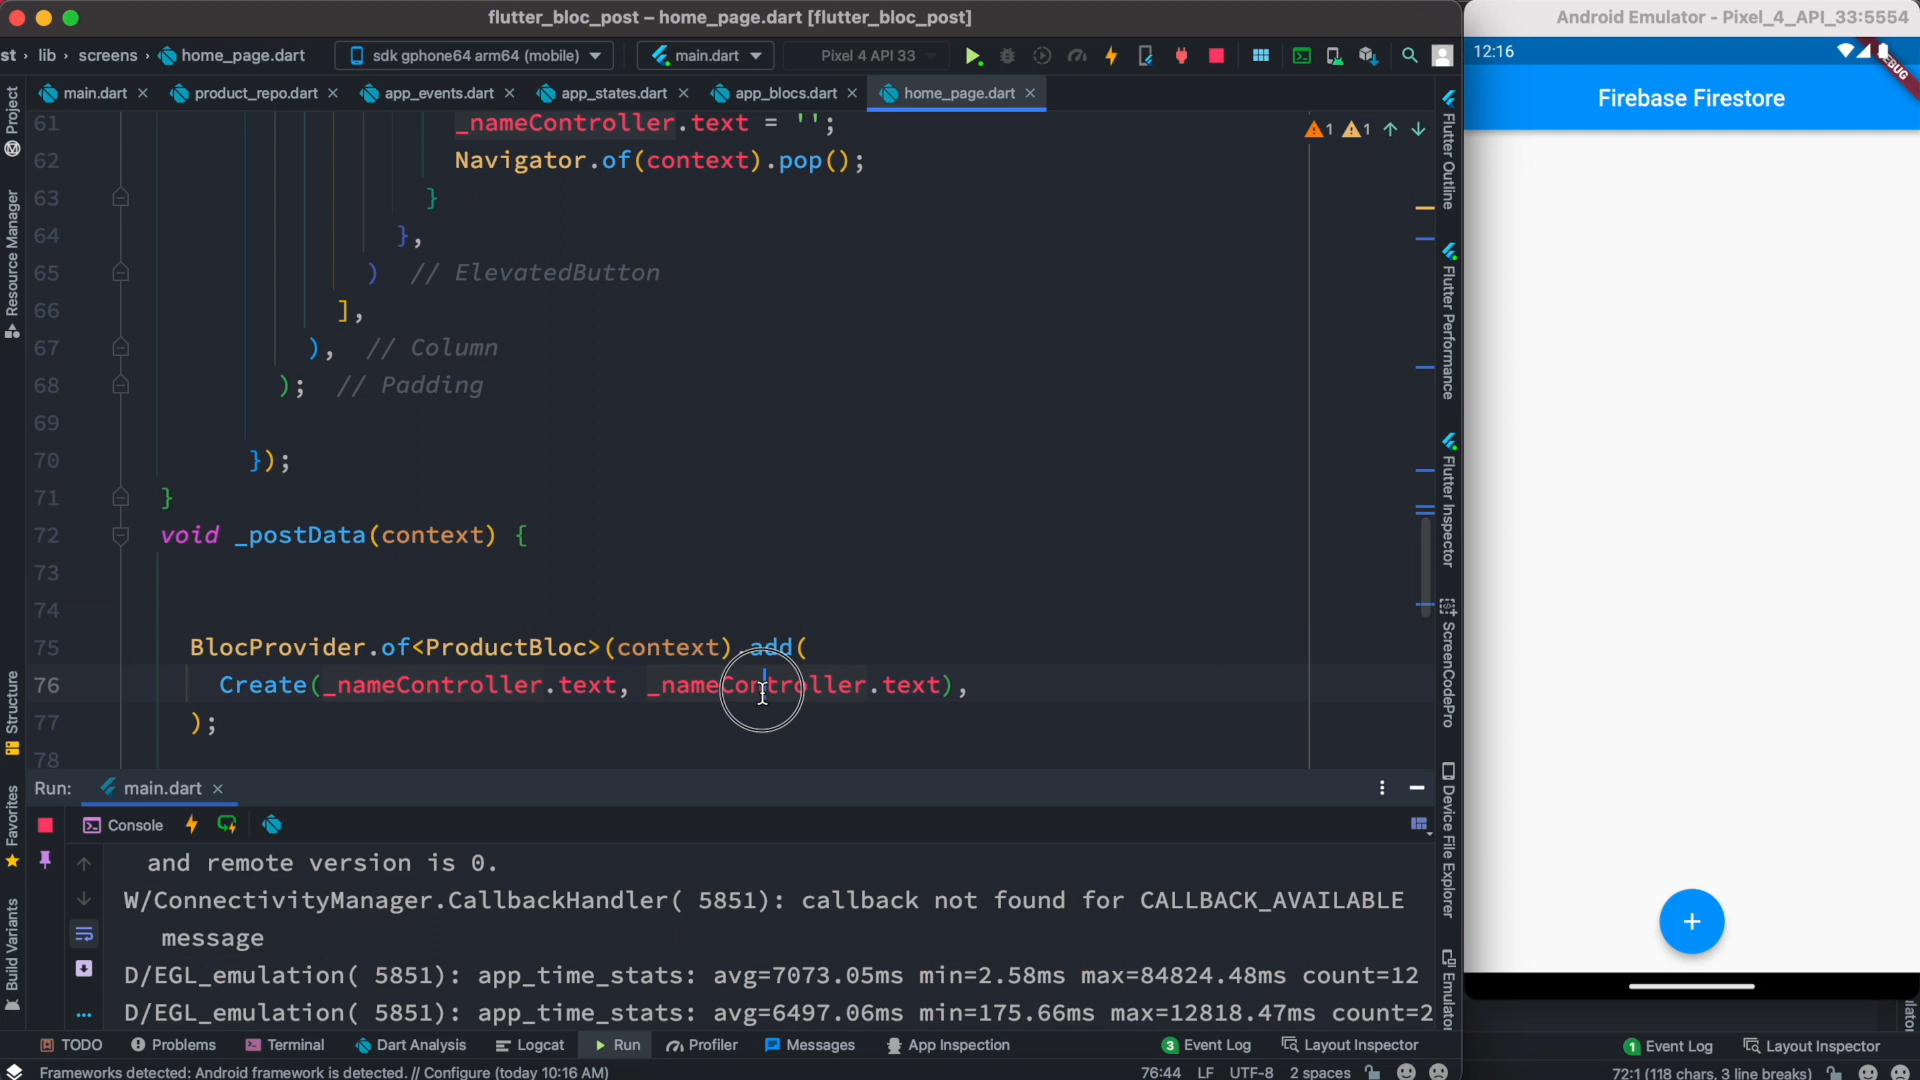 flutter_bloc_post – home_page.dart [flutter_bloc_post]
st › lib › screens › home_page.dart
sdk gphone64 arm64 (mobile)
main.dart
Pixel 4 API 33
main.dart
product_repo.dart
app_events.dart
app_states.dart
app_blocs.dart
home_page.dart
61 _nameController.text = '';
62 Navigator.of(context).pop();
63 }
64 },
65 ) // ElevatedButton
66 ],
67 ), // Column
68 ); // Padding
69
70 });
71 }
72 void _postData(context) {
73
74
75 BlocProvider.of<ProductBloc>(context).add(
76 Create(_nameController.text, _nameController.text),
77 );
78
1
1
Project
Resource Manager
Structure
Favorites
Build Variants
Flutter Outline
Flutter Performance
Flutter Inspector
ScreenCodePro
Device File Explorer
Emulator
Run: main.dart
Console
and remote version is 0.
W/ConnectivityManager.CallbackHandler( 5851): callback not found for CALLBACK_AVAILABLE
message
D/EGL_emulation( 5851): app_time_stats: avg=7073.05ms min=2.58ms max=84824.48ms count=12
D/EGL_emulation( 5851): app_time_stats: avg=6497.06ms min=175.66ms max=12818.47ms count=2
TODO
Problems
Terminal
Dart Analysis
Logcat
Run
Profiler
Messages
App Inspection
3 Event Log
Layout Inspector
Frameworks detected: Android framework is detected. // Configure (today 10:16 AM)
76:44 LF UTF-8 2 spaces
Android Emulator - Pixel_4_API_33:5554
12:16
Firebase Firestore
+
1 Event Log
Layout Inspector
72:1 (118 chars, 3 line breaks)